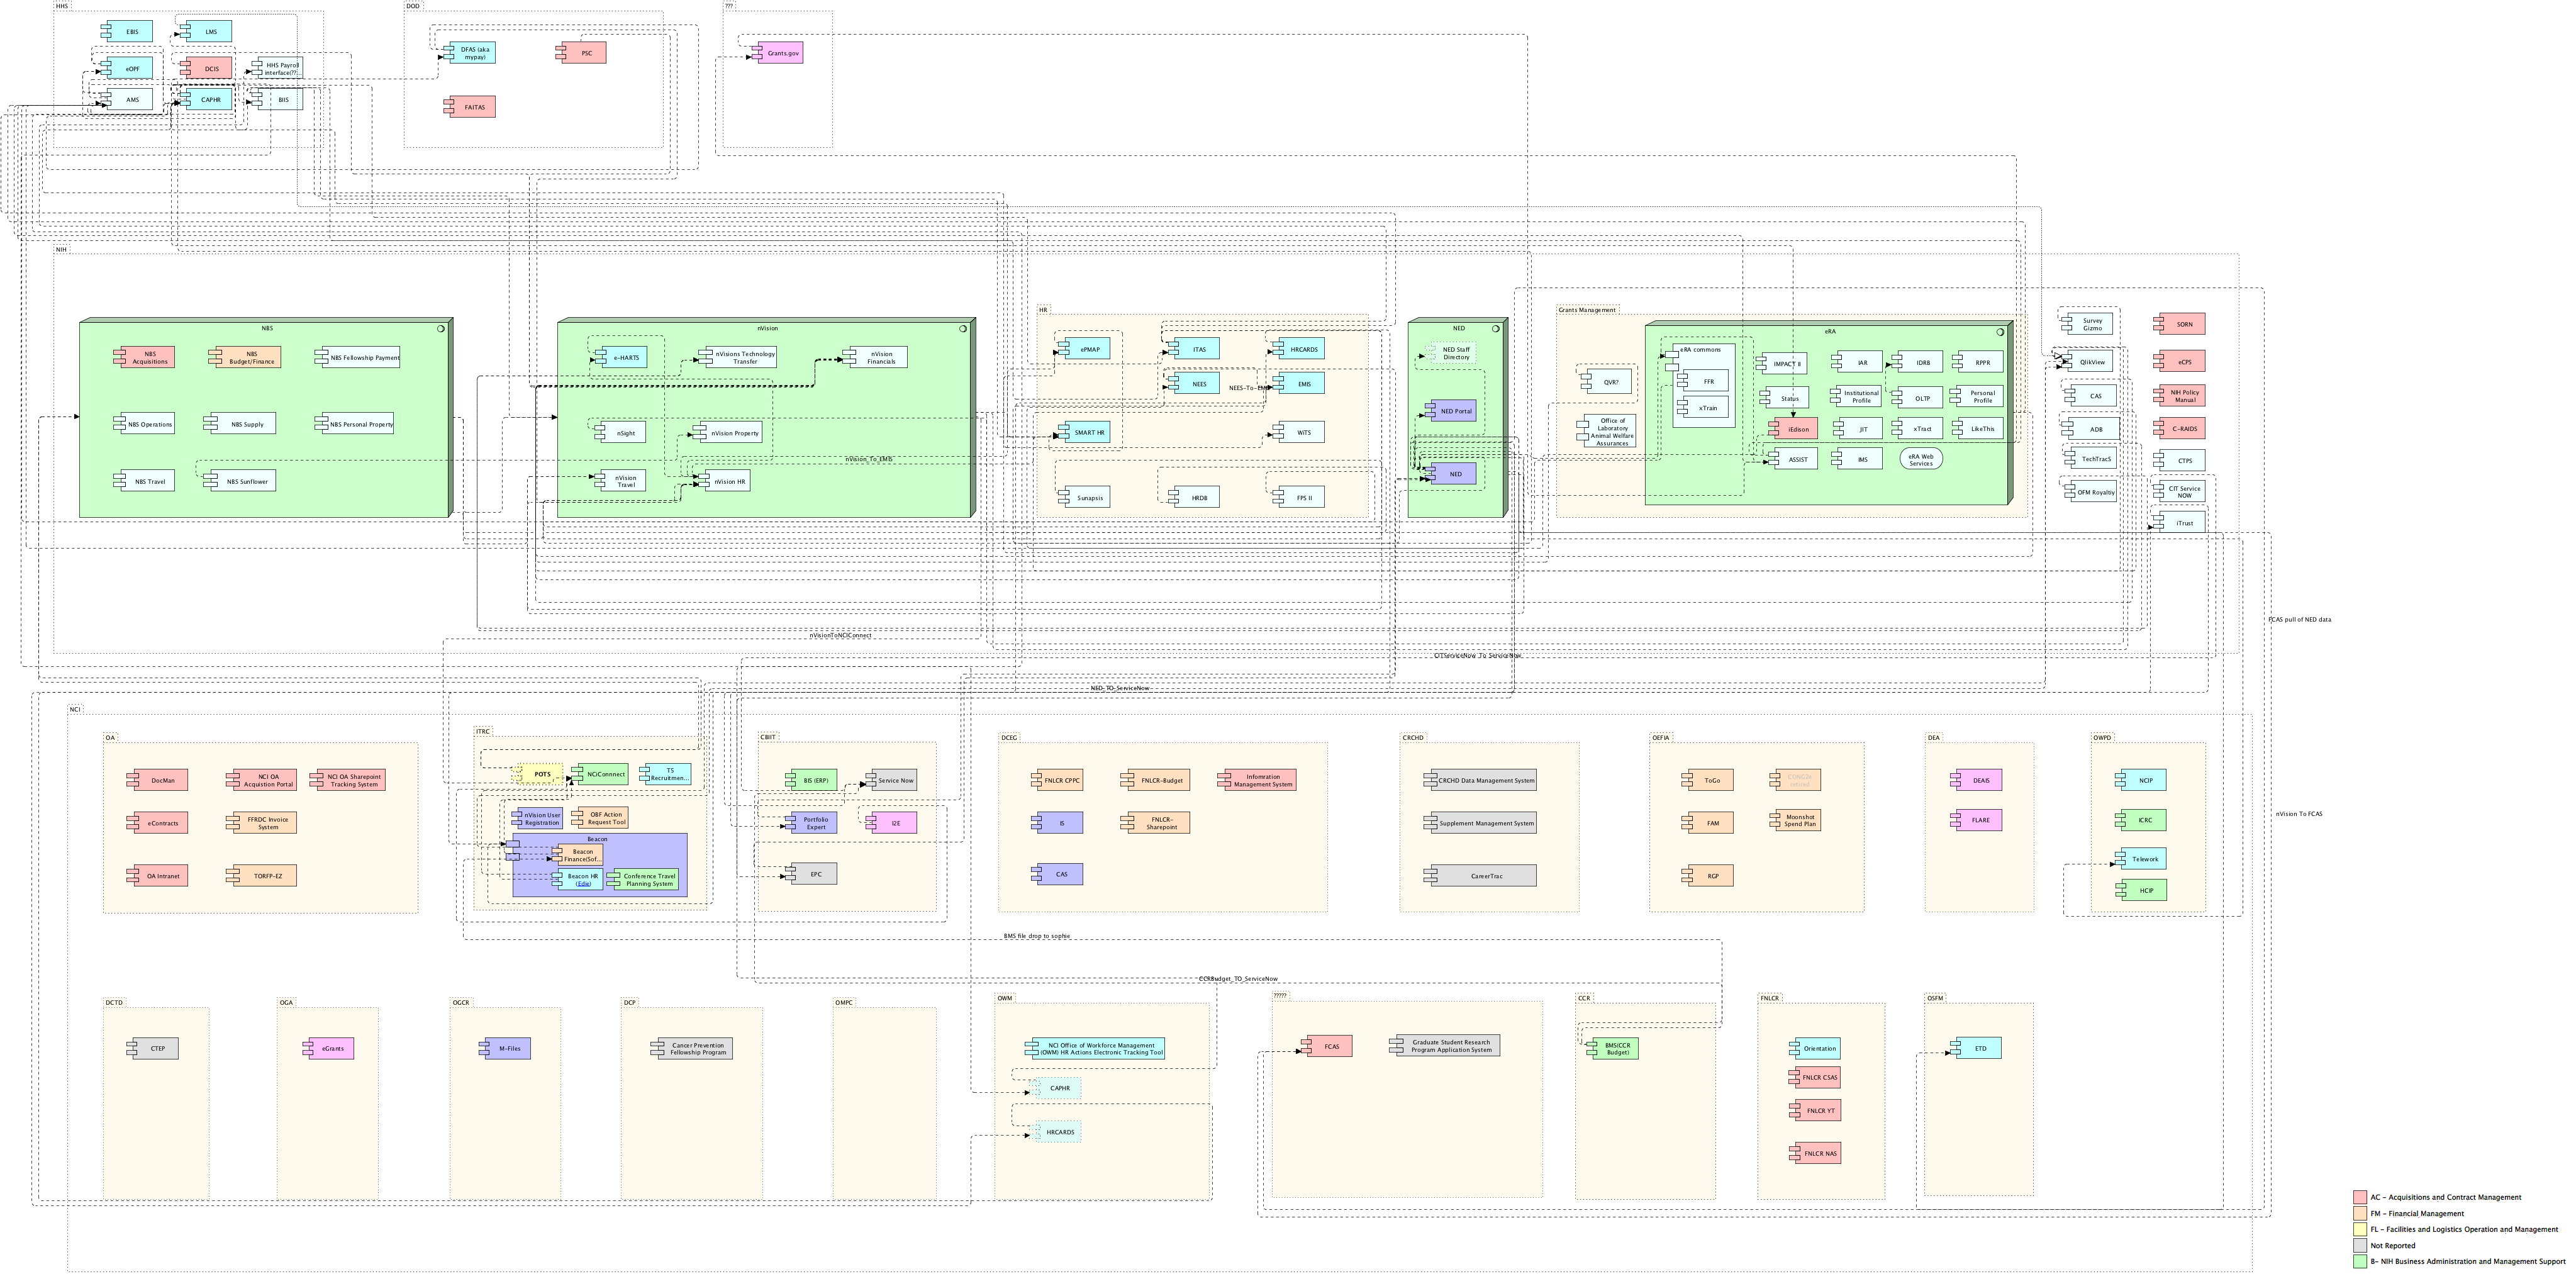 HHS
DOD
???
EBIS
LMS
eOPF
DCIS
HHS Payroll
interface(??...
AMS
CAPHR
BIIS
DFAS (aka
mypay)
PSC
FAITAS
Grants.gov
NIH
NBS
NBS
Acquisitions
NBS
Budget/Finance
NBS Fellowship Payment
NBS Operations
NBS Supply
NBS Personal Property
NBS Travel
NBS Sunflower
nVision
e-HARTS
nVisions Technology
Transfer
nVision
Financials
nSight
nVision Property
nVision_To_EMIS
nVision
Travel
nVision HR
HR
ePMAP
ITAS
HRCARDS
NEES
NEES-To-EMIS
EMIS
SMART HR
WiTS
Sunapsis
HRDB
FPS II
NED
NED Staff
Directory
NED Portal
NED
Grants Management
QVR?
Office of
Laboratory
Animal Welfare
Assurances
eRA
eRA commons
FFR
xTrain
IMPACT II
IAR
IDRB
RPPR
Status
Institutional
Profile
OLTP
Personal
Profile
iEdison
JIT
xTract
LikeThis
ASSIST
IMS
eRA Web
Services
Survey
Gizmo
SORN
QlikView
eCPS
CAS
NIH Policy
Manual
ADB
C-RAIDS
TechTracS
CTPS
OFM Royaltiy
CIT Service
NOW
iTrust
FCAS pull of NED data
nVisionToNCIConnect
CITServiceNow_To_ServiceNow
NED_TO_ServiceNow
nVision To FCAS
NCI
OA
DocMan
NCI OA
Acquistion Portal
NCI OA Sharepoint
Tracking System
eContracts
FFRDC Invoice
System
OA Intranet
TORFP-EZ
ITRC
POTS
NCiConnnect
TS
Recruitmen...
nVision User
Registration
OBF Action
Request Tool
Beacon
Beacon
Finance(Sof...
Beacon HR
(Edie)
Conference Travel
Planning System
CBIIT
BIS (ERP)
Service Now
Portfolio
Expert
I2E
EPC
DCEG
FNLCR CPPC
FNLCR-Budget
Infomration
Management System
IS
FNLCR-
Sharepoint
CAS
CRCHD
CRCHD Data Management System
Supplement Management System
CareerTrac
OEFIA
ToGo
retired
FAM
Moonshot
Spend Plan
RGP
DEA
DEAIS
FLARE
OWPD
NCIP
ICRC
Telework
HCIP
BMS file drop to sophie
CCRBudget_TO_ServiceNow
DCTD
CTEP
OGA
eGrants
OGCR
M-Files
DCP
Cancer Prevention
Fellowship Program
OMPC
OWM
NCI Office of Workforce Management
(OWM) HR Actions Electronic Tracking Tool
CAPHR
HRCARDS
?????
FCAS
Graduate Student Research
Program Application System
CCR
BMS(CCR
Budget)
FNLCR
Orientation
FNLCR CSAS
FNLCR YT
FNLCR NAS
OSFM
ETD
AC - Acquisitions and Contract Management
FM - Financial Management
FL - Facilities and Logistics Operation and Management
Not Reported
B- NIH Business Administration and Management Support